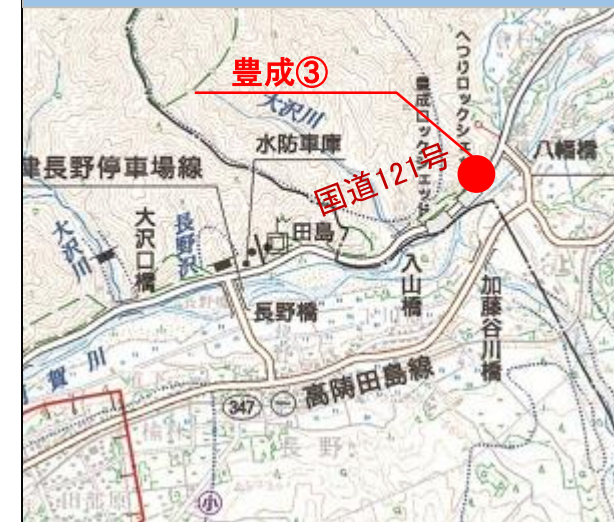 豊成③
へつりロックシェ
大沢川
豊成ロックシェッド
水防車庫
国道121号
八幡橋
津長野停車場線
大沢川
大沢口橋
長野沢
田島
入山橋
加藤谷川橋
長野橋
賀川
347
高陦田島線
長野
小